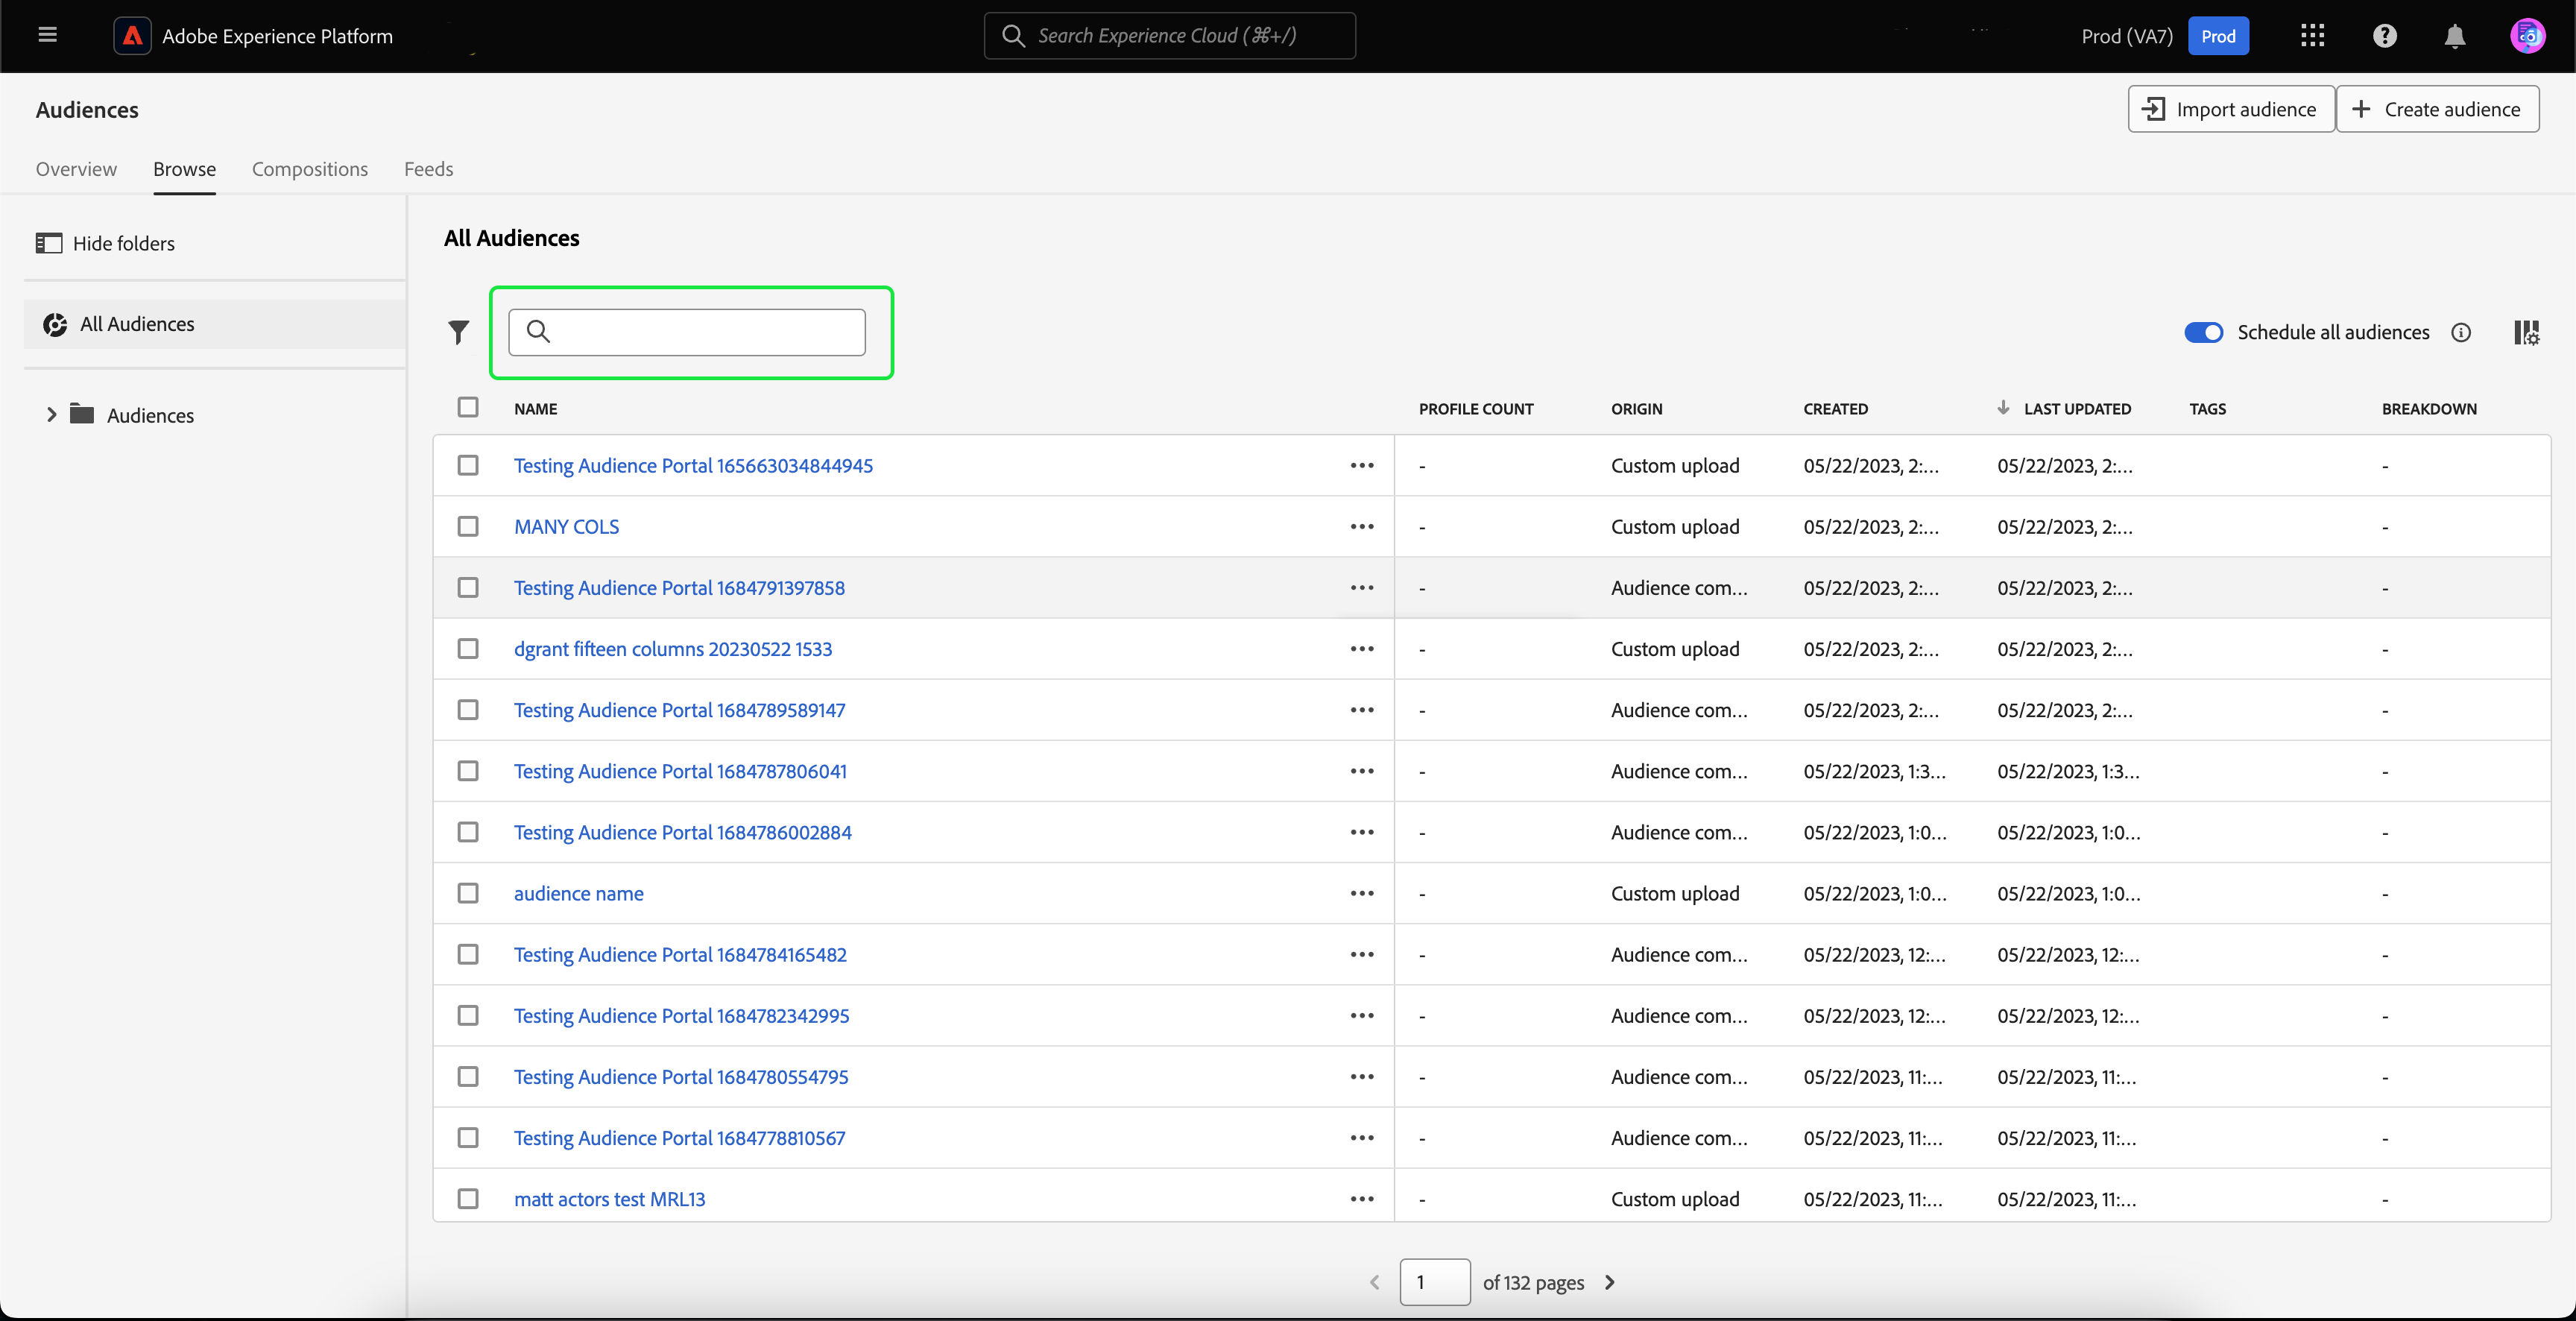 Adobe Experience Platform
Search Experience Cloud (⌘+/)
Prod (VA7) Prod
Audiences
Import audience
Create audience
Overview Browse Compositions Feeds
Hide folders
All Audiences
Audiences
All Audiences
Schedule all audiences
NAME PROFILE COUNT ORIGIN CREATED LAST UPDATED TAGS BREAKDOWN
Testing Audience Portal 165663034844945 ••• - Custom upload 05/22/2023, 2:... 05/22/2023, 2:... -
MANY COLS ••• - Custom upload 05/22/2023, 2:... 05/22/2023, 2:... -
Testing Audience Portal 1684791397858 ••• - Audience com... 05/22/2023, 2:... 05/22/2023, 2:... -
dgrant fifteen columns 20230522 1533 ••• - Custom upload 05/22/2023, 2:... 05/22/2023, 2:... -
Testing Audience Portal 1684789589147 ••• - Audience com... 05/22/2023, 2:... 05/22/2023, 2:... -
Testing Audience Portal 1684787806041 ••• - Audience com... 05/22/2023, 1:3... 05/22/2023, 1:3... -
Testing Audience Portal 1684786002884 ••• - Audience com... 05/22/2023, 1:0... 05/22/2023, 1:0... -
audience name ••• - Custom upload 05/22/2023, 1:0... 05/22/2023, 1:0... -
Testing Audience Portal 1684784165482 ••• - Audience com... 05/22/2023, 12:... 05/22/2023, 12:... -
Testing Audience Portal 1684782342995 ••• - Audience com... 05/22/2023, 12:... 05/22/2023, 12:... -
Testing Audience Portal 1684780554795 ••• - Audience com... 05/22/2023, 11:... 05/22/2023, 11:... -
Testing Audience Portal 1684778810567 ••• - Audience com... 05/22/2023, 11:... 05/22/2023, 11:... -
matt actors test MRL13 ••• - Custom upload 05/22/2023, 11:... 05/22/2023, 11:... -
1 of 132 pages